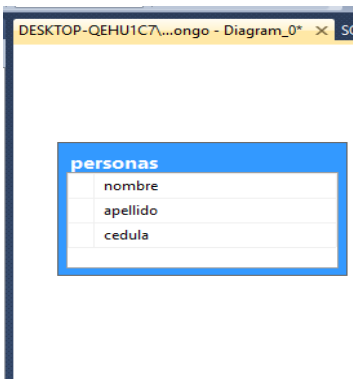 DESKTOP-QEHU1C7\...ongo - Diagram_0*
personas
nombre
apellido
cedula